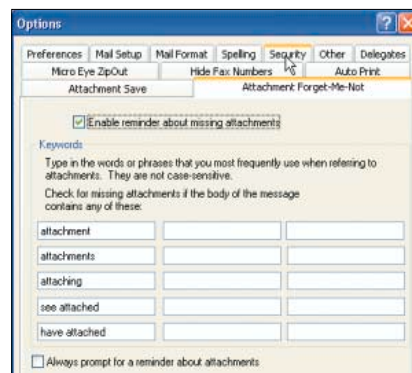 Options
Preferences Mail Setup Mail Format Spelling Security Other Delegates
Micro Eye ZipOut Hide Fax Numbers Auto Print
Attachment Save Attachment Forget-Me-Not
Enable reminder about missing attachments
Keywords
Type in the words or phrases that you most frequently use when referring to
attachments. They are not case-sensitive.
Check for missing attachments if the body of the message
contains any of these:
attachment
attachments
attaching
see attached
have attached
Always prompt for a reminder about attachments